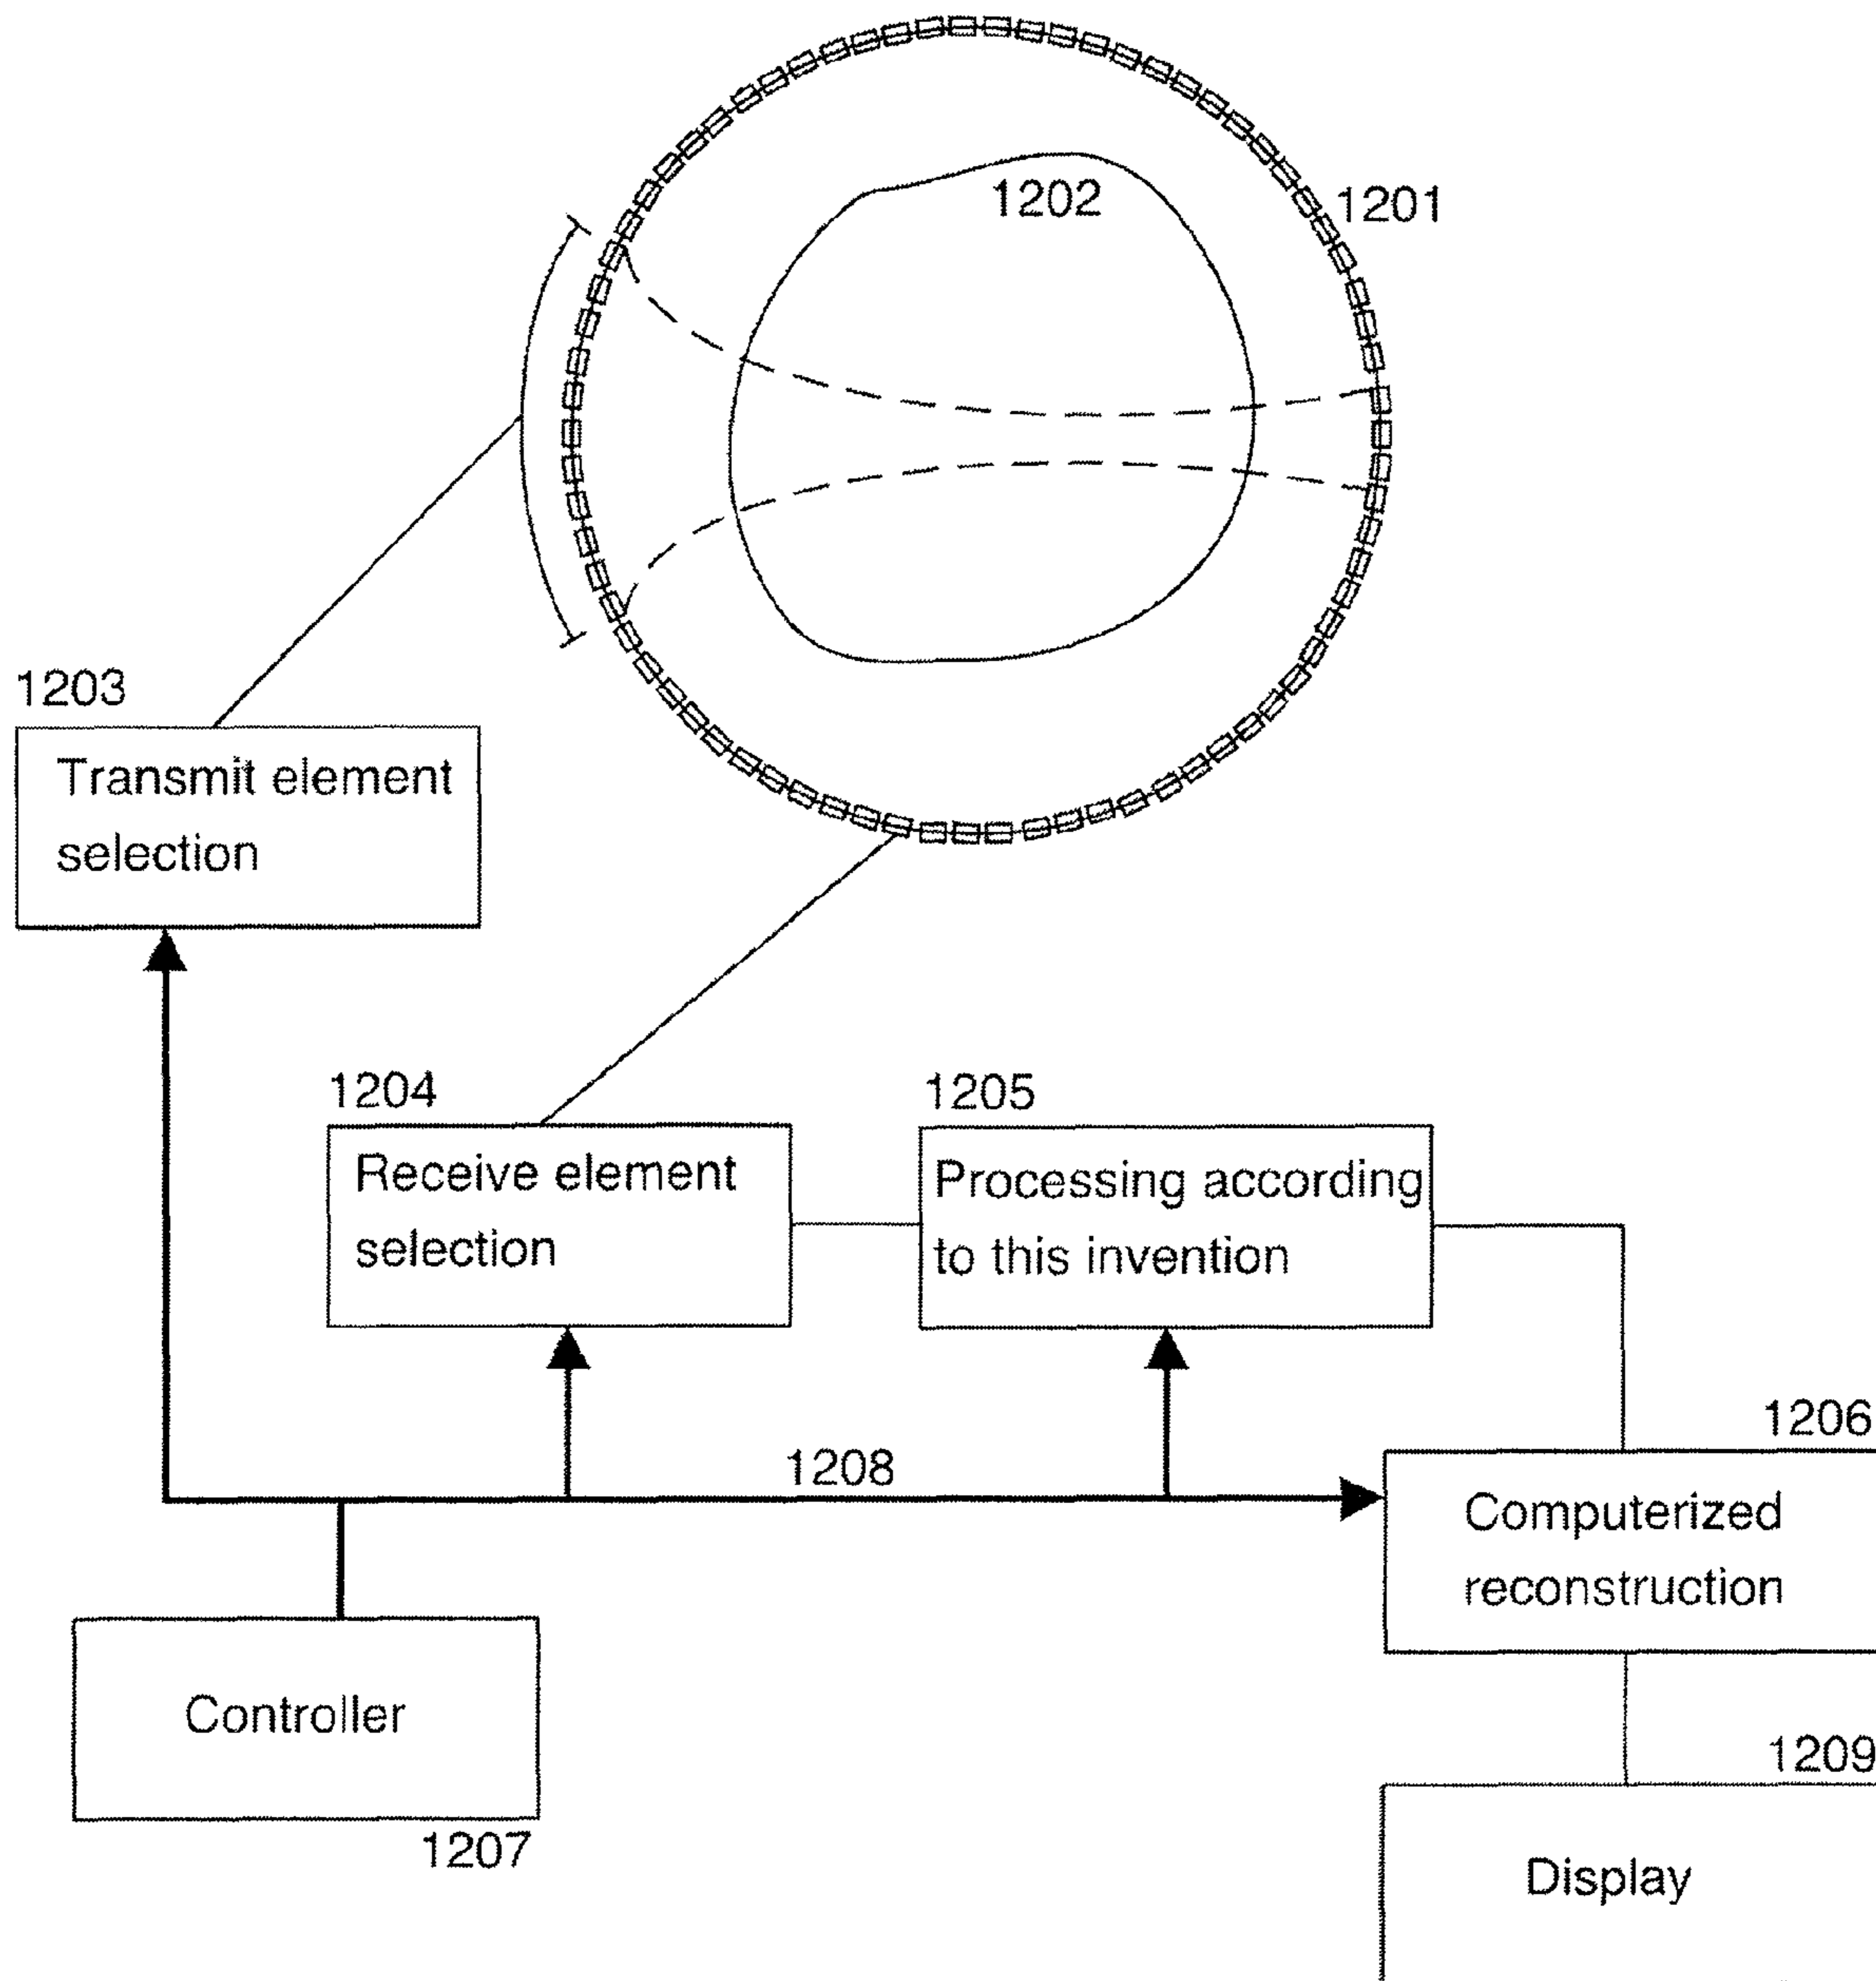 1202
1201
1203
Transmit element
selection
1204
Receive element
selection
1205
Processing according
to this invention
1208
1206
Computerized
reconstruction
Controller
1207
1209
Display